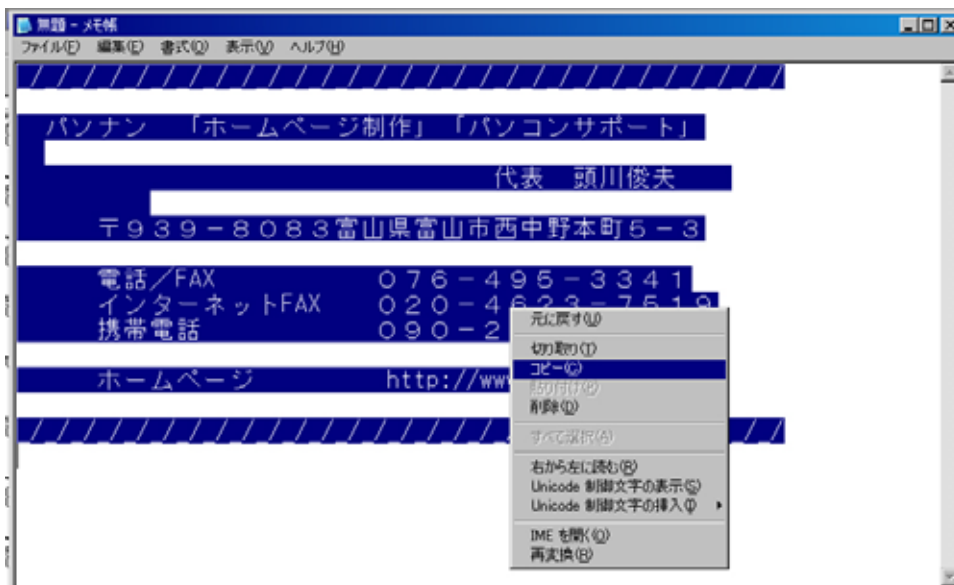 無題 - メモ帳
ファイル(F) 編集(E) 書式(O) 表示(V) ヘルプ(H)
/////////////////////////////
パソナン 「ホームページ制作」「パソコンサポート」
代表 頭川俊夫
〒939-8083富山県富山市西中野本町5-3
電話/FAX 076-495-3341
インターネットFAX 020-4623-7519
携帯電話 090-2
ホームページ http://www
/////////////////////////////
元に戻す(U)
切り取り(T)
コピー(C)
貼り付け(P)
削除(D)
すべて選択(A)
右から左に読む(R)
Unicode 制御文字の表示(S)
Unicode 制御文字の挿入(I)
IME を開く(O)
再変換(R)